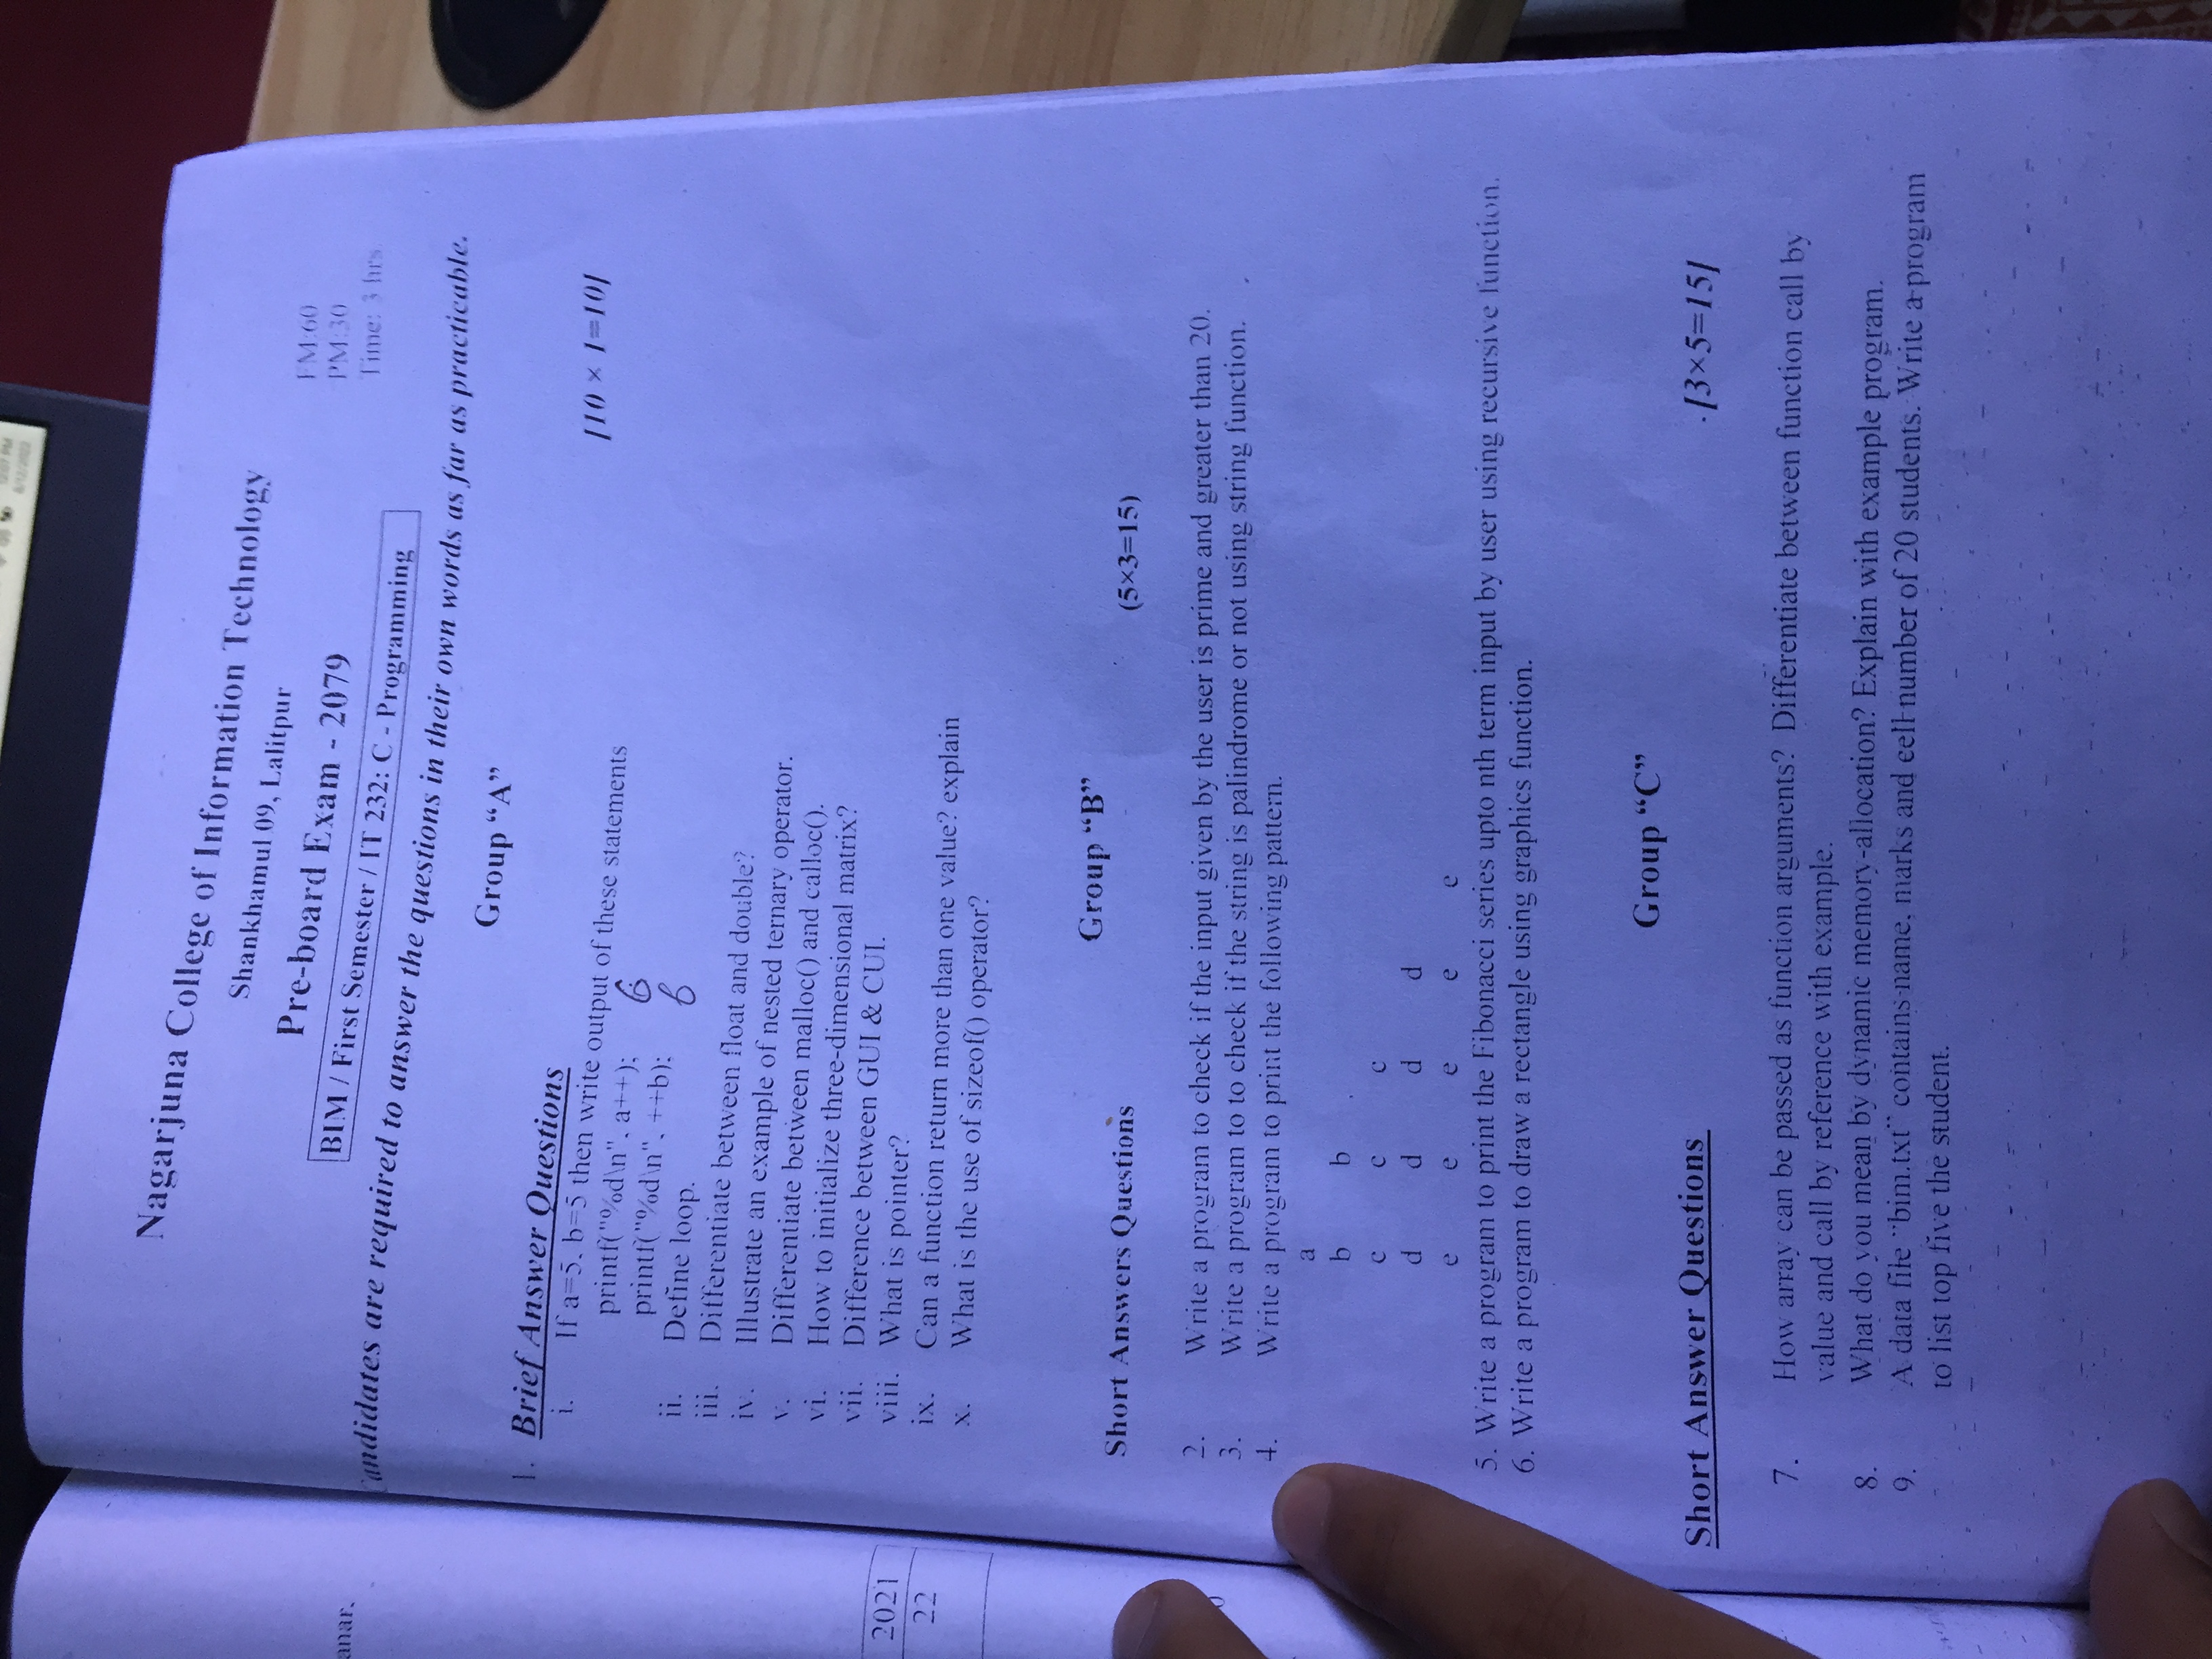 12:07 PM
6/12/2022
anar.
2021
22
Nagarjuna College of Information Technology
Shankhamul 09, Lalitpur
Pre-board Exam - 2079
FM:60
PM:30
Time: 3 hrs.
BIM / First Semester / IT 232: C - Programming
Candidates are required to answer the questions in their own words as far as practicable.
Group “A”
1. Brief Answer Questions
[10 × 1=10]
i. If a=5, b=5 then write output of these statements
printf("%d\n", a++); 6
printf("%d\n", ++b); 6
ii. Define loop.
iii. Differentiate between float and double?
iv. Illustrate an example of nested ternary operator.
v. Differentiate between malloc() and calloc().
vi. How to initialize three-dimensional matrix?
vii. Difference between GUI & CUI.
viii. What is pointer?
ix. Can a function return more than one value? explain
x. What is the use of sizeof() operator?
Group “B”
Short Answers Questions (5×3=15)
2. Write a program to check if the input given by the user is prime and greater than 20.
3. Write a program to to check if the string is palindrome or not using string function.
4. Write a program to print the following pattern.
a
b b
c c c
d d d d
e e e e e
5. Write a program to print the Fibonacci series upto nth term input by user using recursive function.
6. Write a program to draw a rectangle using graphics function.
Group “C”
Short Answer Questions .[3×5=15]
7. How array can be passed as function arguments? Differentiate between function call by
value and call by reference with example.
8. What do you mean by dynamic memory-allocation? Explain with example program.
9. A data file “bim.txt” contains name, marks and cell number of 20 students. Write a program
to list top five the student.